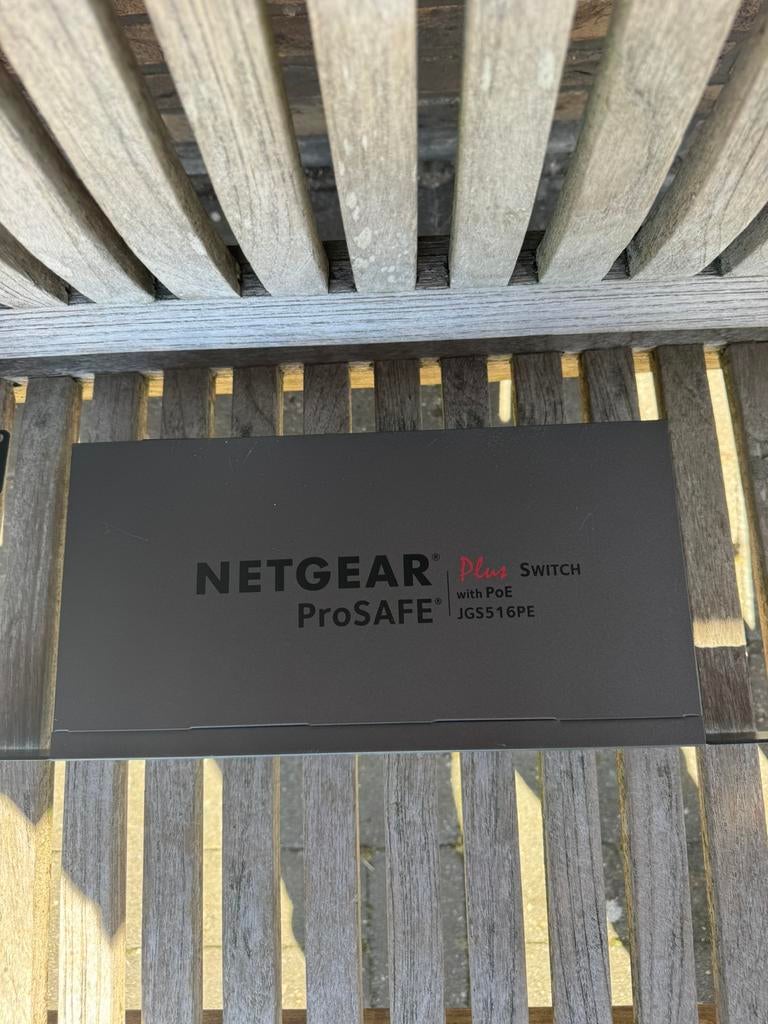 NETGEAR® Plus SWITCH
with PoE
ProSAFE® JGS516PE